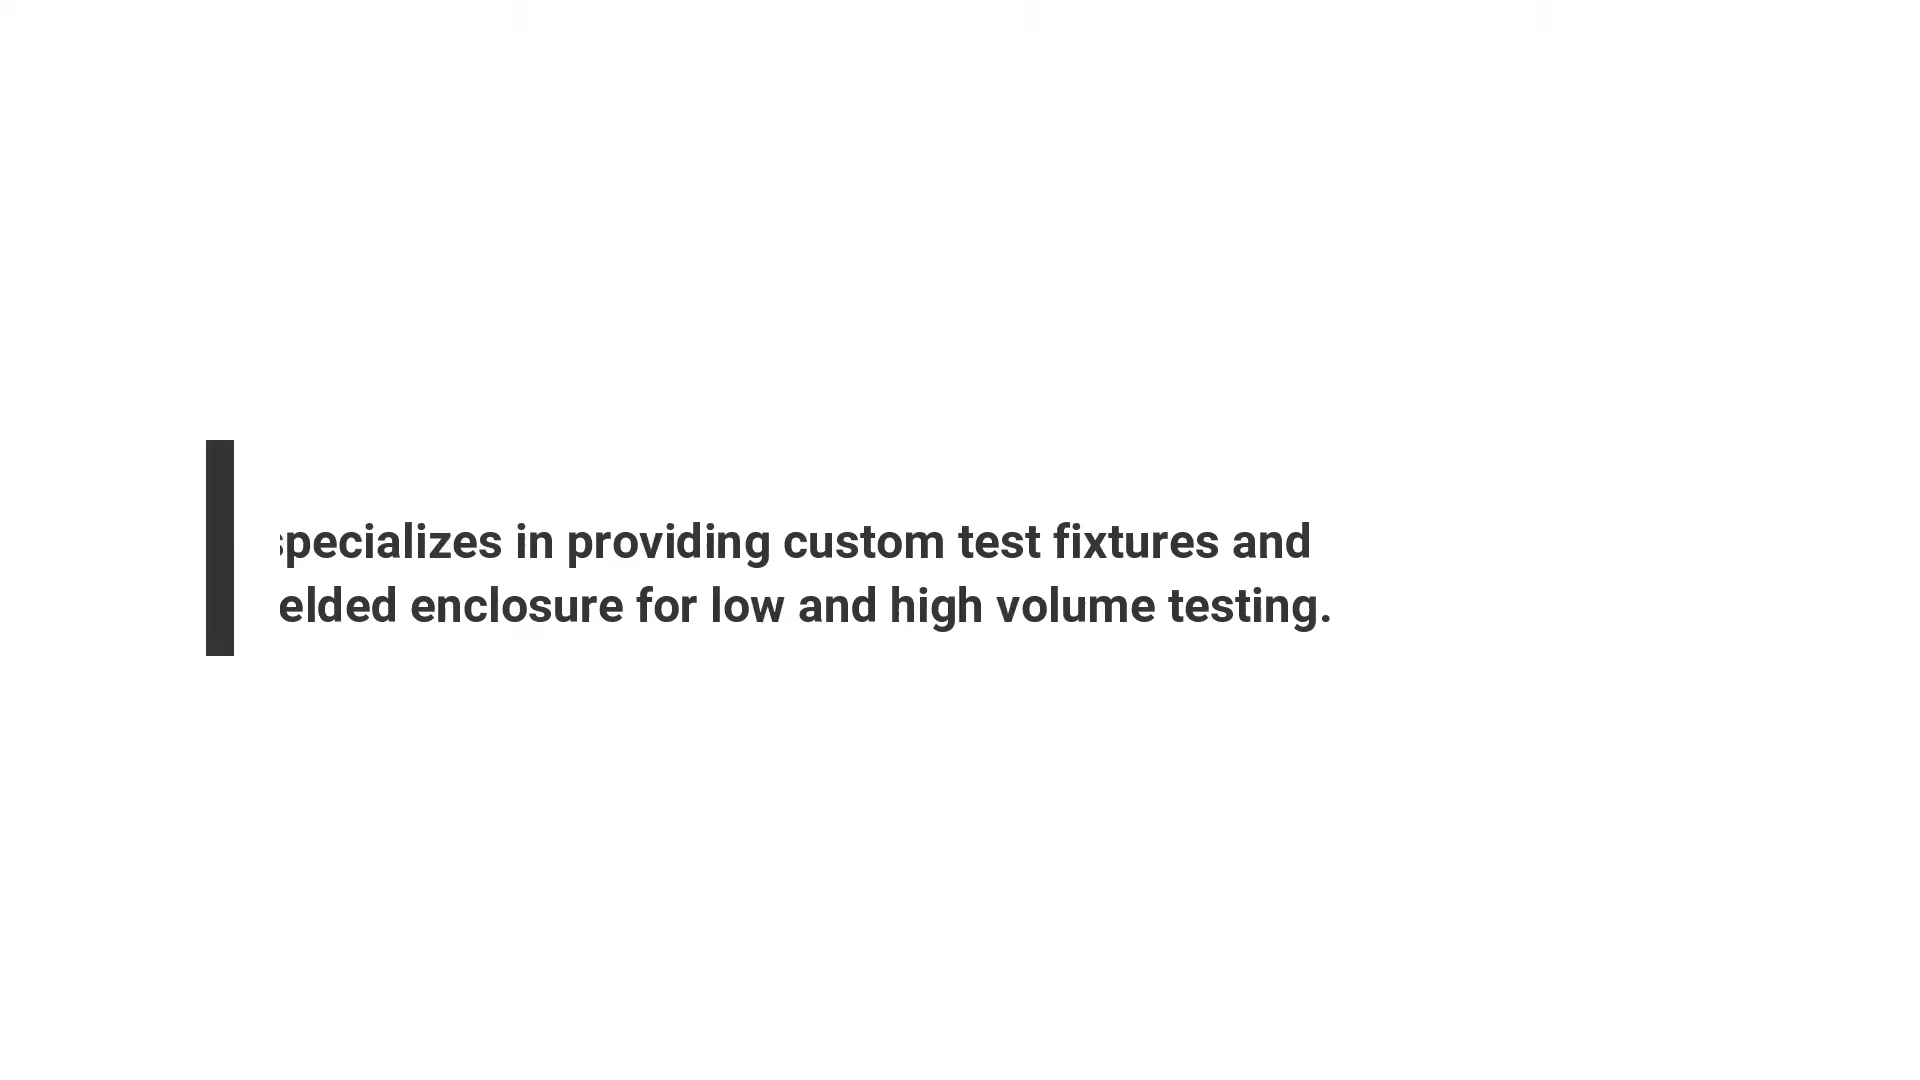 specializes in providing custom test fixtures and
elded enclosure for low and high volume testing.